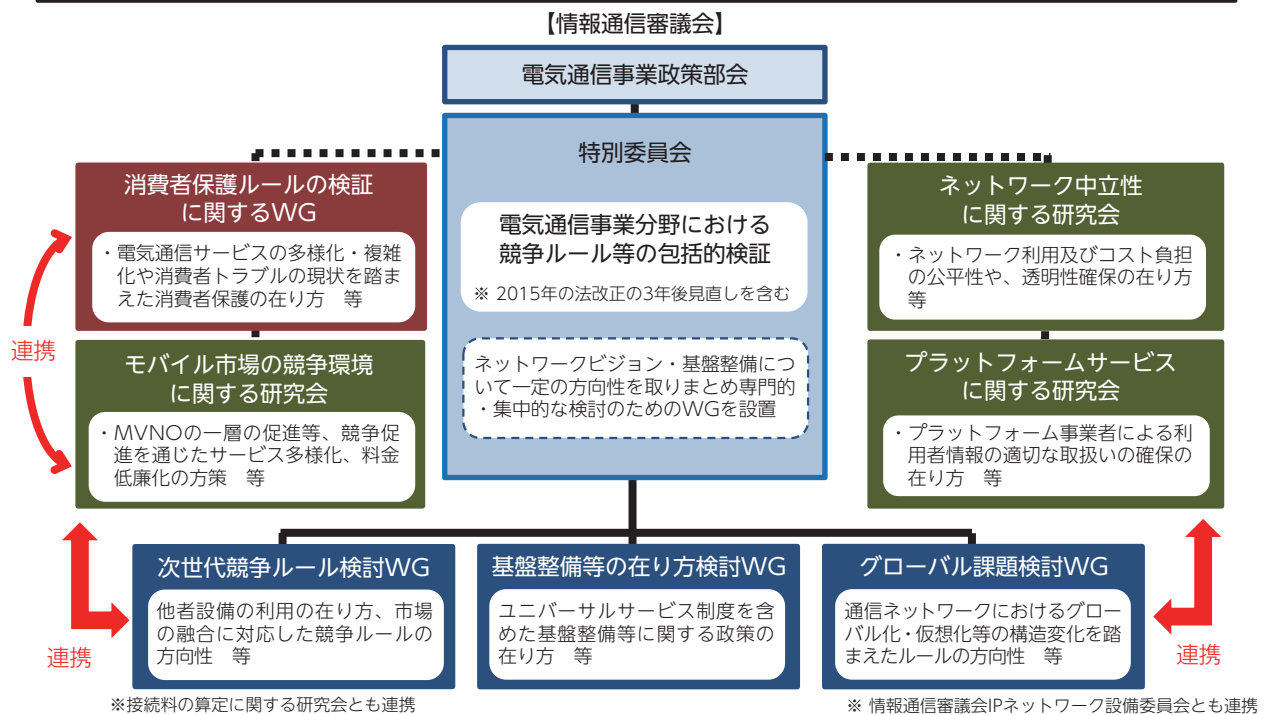 【情報通信審議会】
電気通信事業政策部会
特別委員会
電気通信事業分野における
競争ルール等の包括的検証
※ 2015年の法改正の3年後見直しを含む
ネットワークビジョン・基盤整備につ
いて一定の方向性を取りまとめ専門的
・集中的な検討のためのWGを設置
消費者保護ルールの検証
に関するWG
・電気通信サービスの多様化・複雑
化や消費者トラブルの現状を踏ま
えた消費者保護の在り方　等
連携
モバイル市場の競争環境
に関する研究会
・MVNOの一層の促進等、競争促
進を通じたサービス多様化、料金
低廉化の方策　等
ネットワーク中立性
に関する研究会
・ネットワーク利用及びコスト負担
の公平性や、透明性確保の在り方
等
プラットフォームサービス
に関する研究会
・プラットフォーム事業者による利
用者情報の適切な取扱いの確保の
在り方　等
次世代競争ルール検討WG
他者設備の利用の在り方、市場
の融合に対応した競争ルールの
方向性　等
連携
※接続料の算定に関する研究会とも連携
基盤整備等の在り方検討WG
ユニバーサルサービス制度を含
めた基盤整備等に関する政策の
在り方　等
グローバル課題検討WG
通信ネットワークにおけるグロー
バル化・仮想化等の構造変化を踏
まえたルールの方向性　等
連携
※ 情報通信審議会IPネットワーク設備委員会とも連携